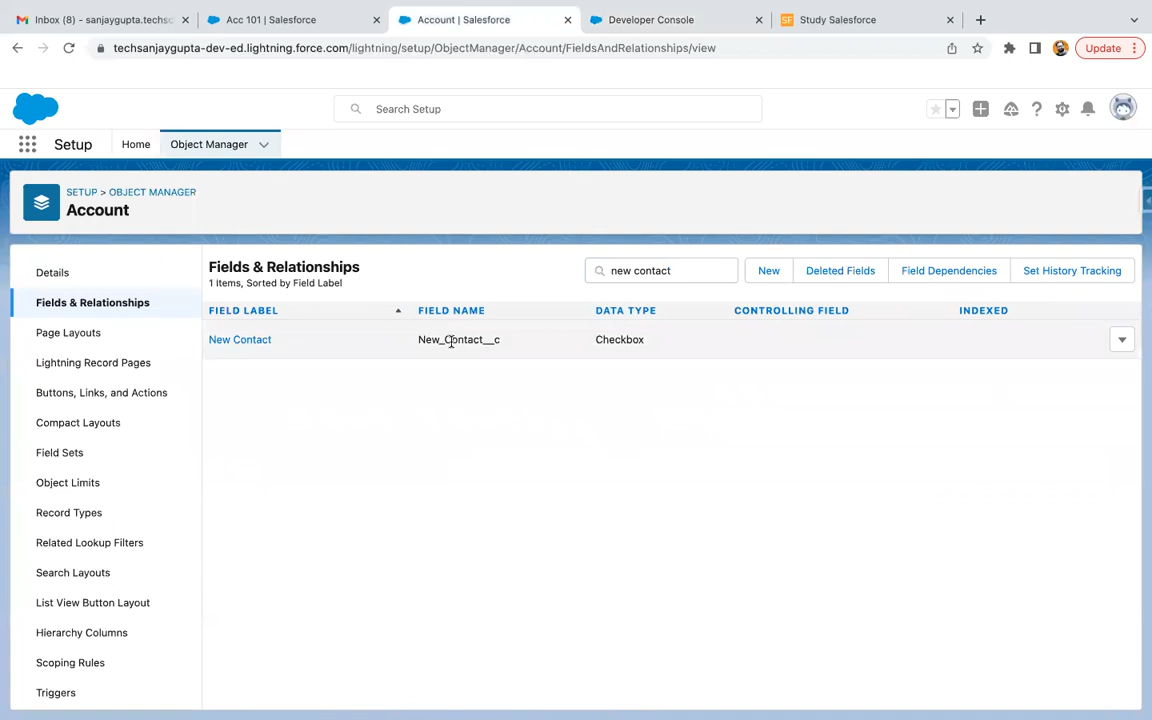 Inbox (8) - sanjaygupta.techsc
Acc 101 | Salesforce
Account | Salesforce
Developer Console
SF Study Salesforce
techsanjaygupta-dev-ed.lightning.force.com/lightning/setup/ObjectManager/Account/FieldsAndRelationships/view
Update
Search Setup
Setup
Home
Object Manager
SETUP > OBJECT MANAGER
Account
Details
Fields & Relationships
Page Layouts
Lightning Record Pages
Buttons, Links, and Actions
Compact Layouts
Field Sets
Object Limits
Record Types
Related Lookup Filters
Search Layouts
List View Button Layout
Hierarchy Columns
Scoping Rules
Triggers
Fields & Relationships
1 Items, Sorted by Field Label
new contact
New
Deleted Fields
Field Dependencies
Set History Tracking
FIELD LABEL FIELD NAME DATA TYPE CONTROLLING FIELD INDEXED
New Contact New_Contact__c Checkbox